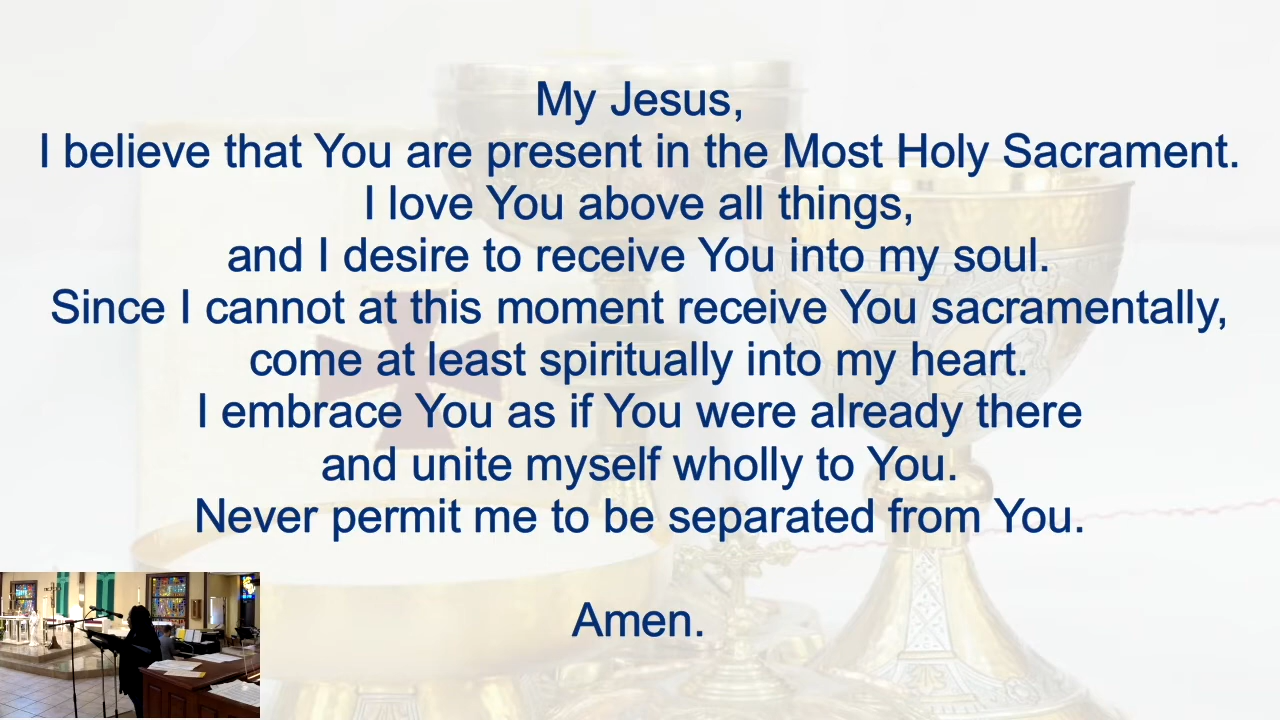 My Jesus,
I believe that You are present in the Most Holy Sacrament.
I love You above all things,
and I desire to receive You into my soul.
Since I cannot at this moment receive You sacramentally,
come at least spiritually into my heart.
I embrace You as if You were already there
and unite myself wholly to You.
Never permit me to be separated from You.
Amen.